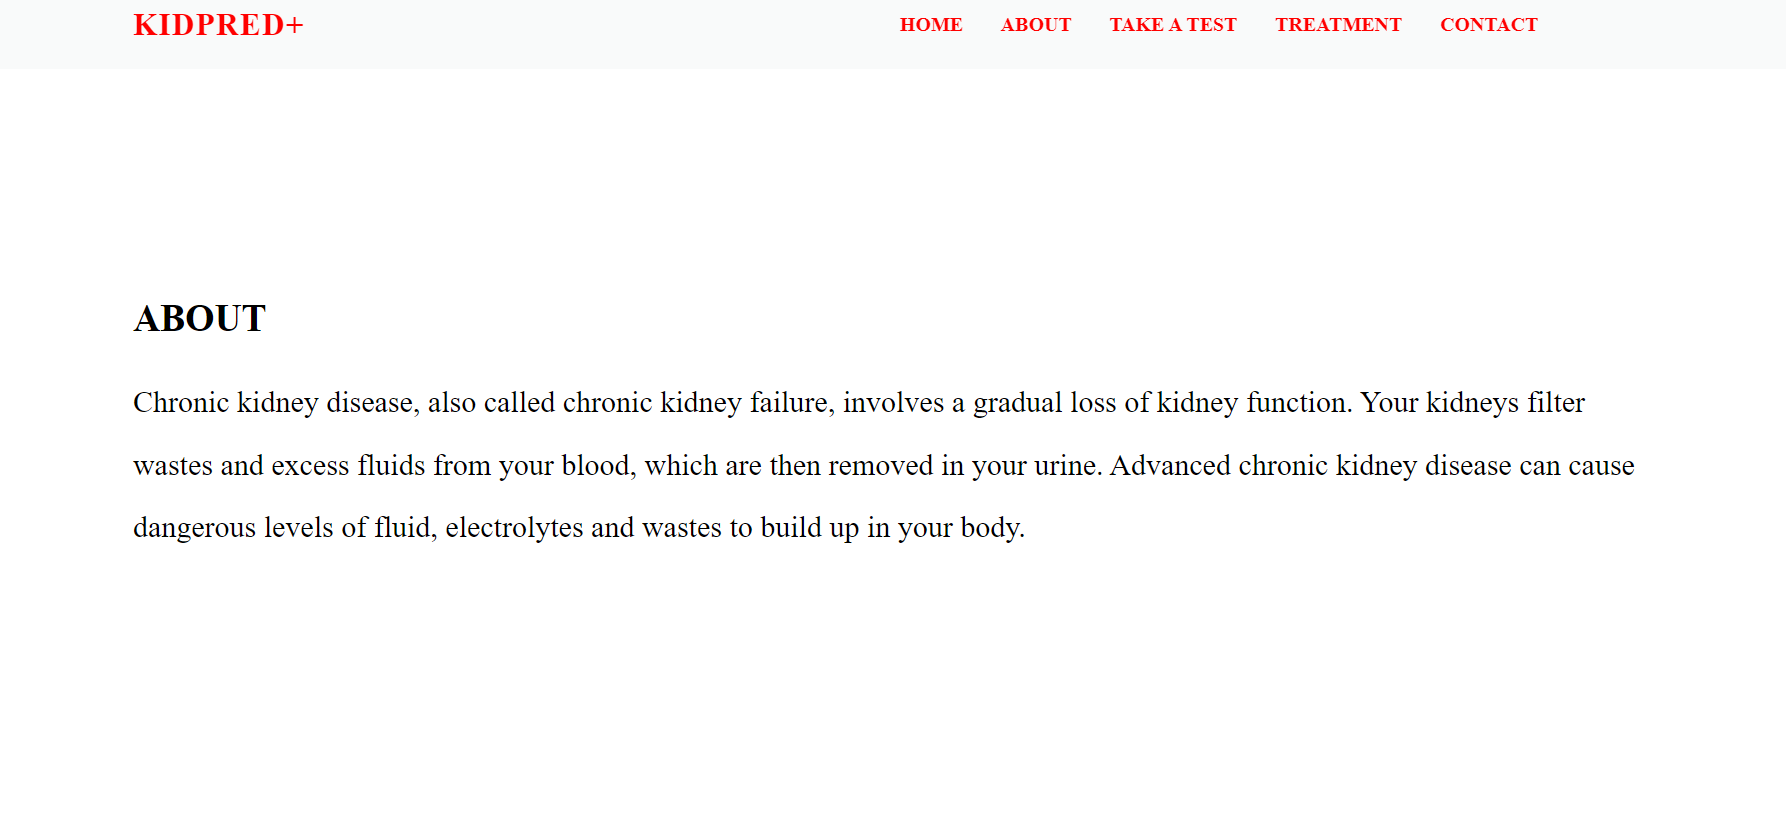 KIDPRED+
HOME ABOUT TAKE A TEST TREATMENT CONTACT
ABOUT
Chronic kidney disease, also called chronic kidney failure, involves a gradual loss of kidney function. Your kidneys filter
wastes and excess fluids from your blood, which are then removed in your urine. Advanced chronic kidney disease can cause
dangerous levels of fluid, electrolytes and wastes to build up in your body.